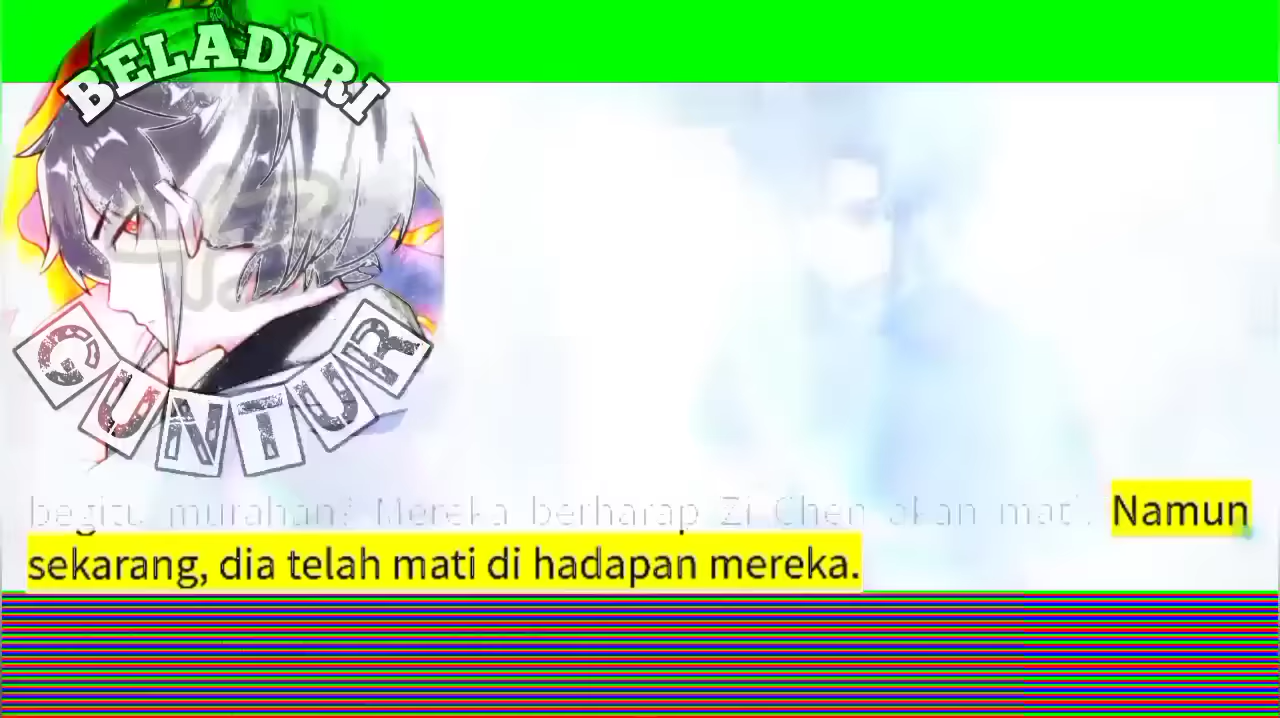 BELADIRI
GUNTUR
begitu murahan? Mereka berharap Zi Chen akan mati. Namun
sekarang, dia telah mati di hadapan mereka.